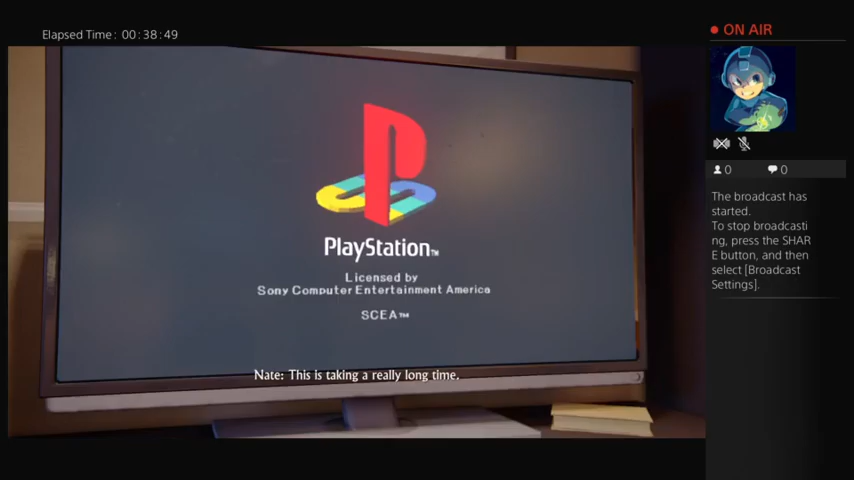 Elapsed Time: 00:38:49
ON AIR
PlayStation™
Licensed by
Sony Computer Entertainment America
SCEA™
Nate: This is taking a really long time.
0 0
The broadcast has
started.
To stop broadcasti
ng, press the SHAR
E button, and then
select [Broadcast
Settings].